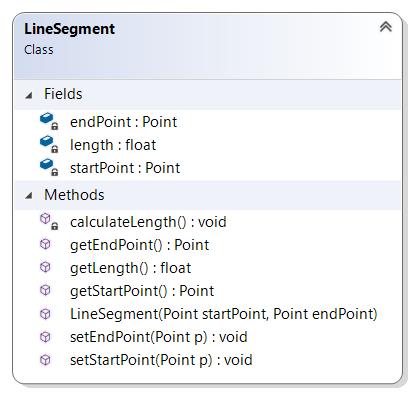 LineSegment
Class
Fields
endPoint : Point
length : float
startPoint : Point
Methods
calculateLength() : void
getEndPoint() : Point
getLength() : float
getStartPoint() : Point
LineSegment(Point startPoint, Point endPoint)
setEndPoint(Point p) : void
setStartPoint(Point p) : void